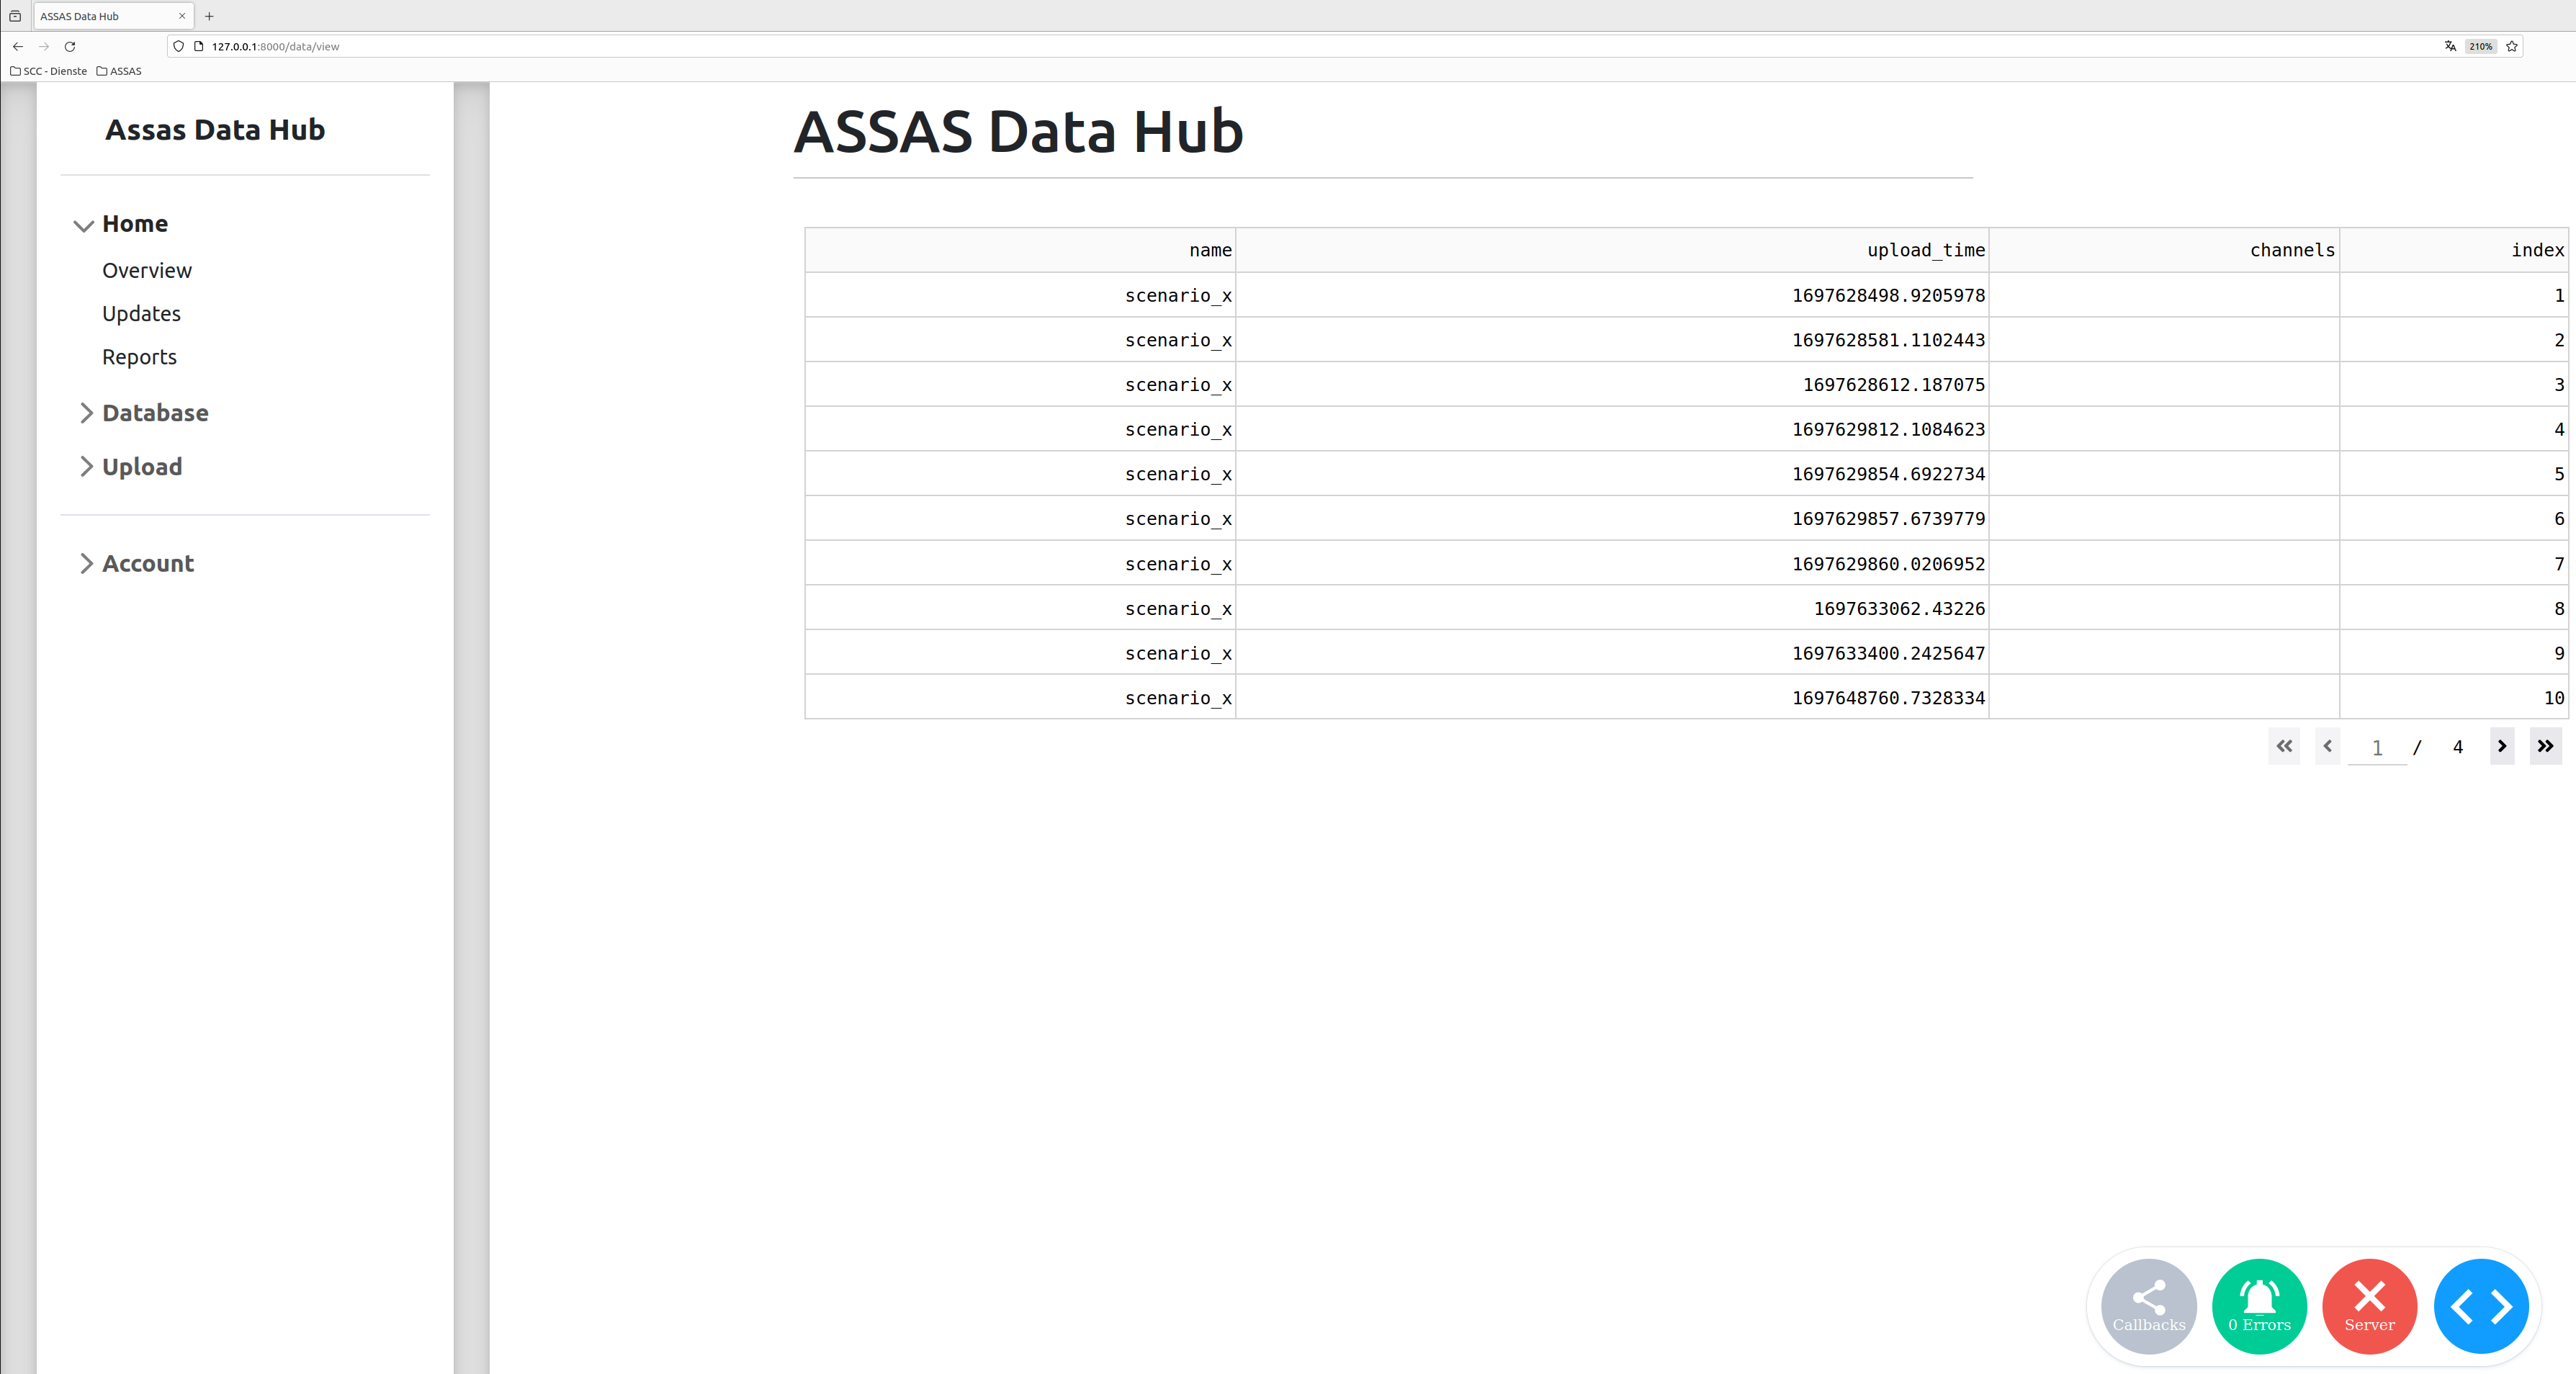 ASSAS Data Hub
127.0.0.1:8000/data/view
210%
SCC - Dienste ASSAS
Assas Data Hub
Home
Overview
Updates
Reports
Database
Upload
Account
ASSAS Data Hub
name upload_time channels index
scenario_x 1697628498.9205978 1
scenario_x 1697628581.1102443 2
scenario_x 1697628612.187075 3
scenario_x 1697629812.1084623 4
scenario_x 1697629854.6922734 5
scenario_x 1697629857.6739779 6
scenario_x 1697629860.0206952 7
scenario_x 1697633062.43226 8
scenario_x 1697633400.2425647 9
scenario_x 1697648760.7328334 10
1 / 4
Callbacks 0 Errors Server